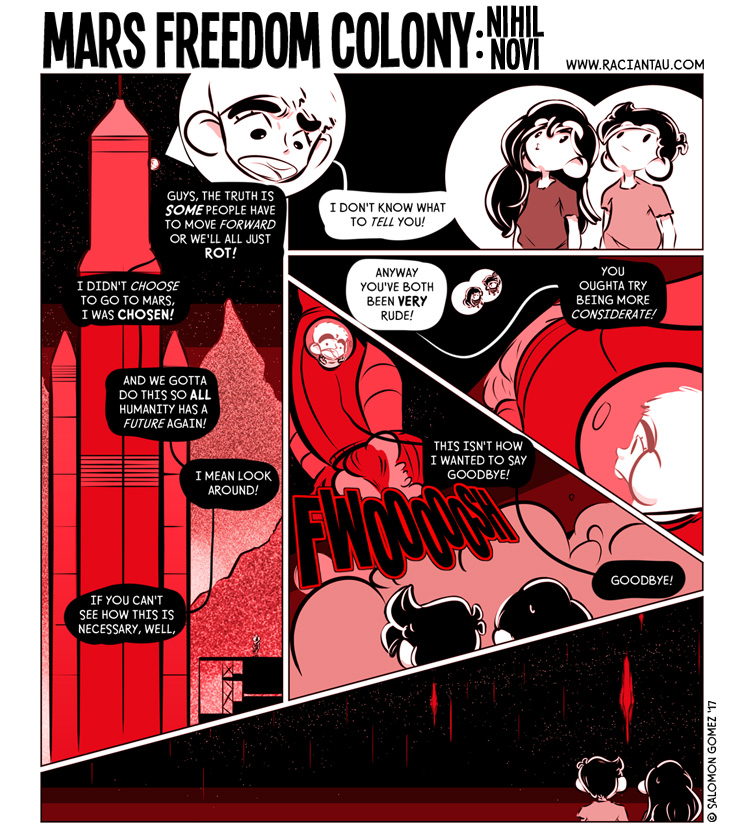 MARS FREEDOM COLONY: NIHIL
NOVI
WWW.RACIANTAU.COM
GUYS, THE TRUTH IS
SOME PEOPLE HAVE
TO MOVE FORWARD
OR WE'LL ALL JUST
ROT!
I DON'T KNOW WHAT
TO TELL YOU!
I DIDN'T CHOOSE
TO GO TO MARS,
I WAS CHOSEN!
AND WE GOTTA
DO THIS SO ALL
HUMANITY HAS A
FUTURE AGAIN!
I MEAN LOOK
AROUND!
IF YOU CAN'T
SEE HOW THIS IS
NECESSARY, WELL,
ANYWAY
YOU'VE BOTH
BEEN VERY
RUDE!
YOU
OUGHTA TRY
BEING MORE
CONSIDERATE!
THIS ISN'T HOW
I WANTED TO SAY
GOODBYE!
FWOOOOOSH
GOODBYE!
© SALOMON GOMEZ '17